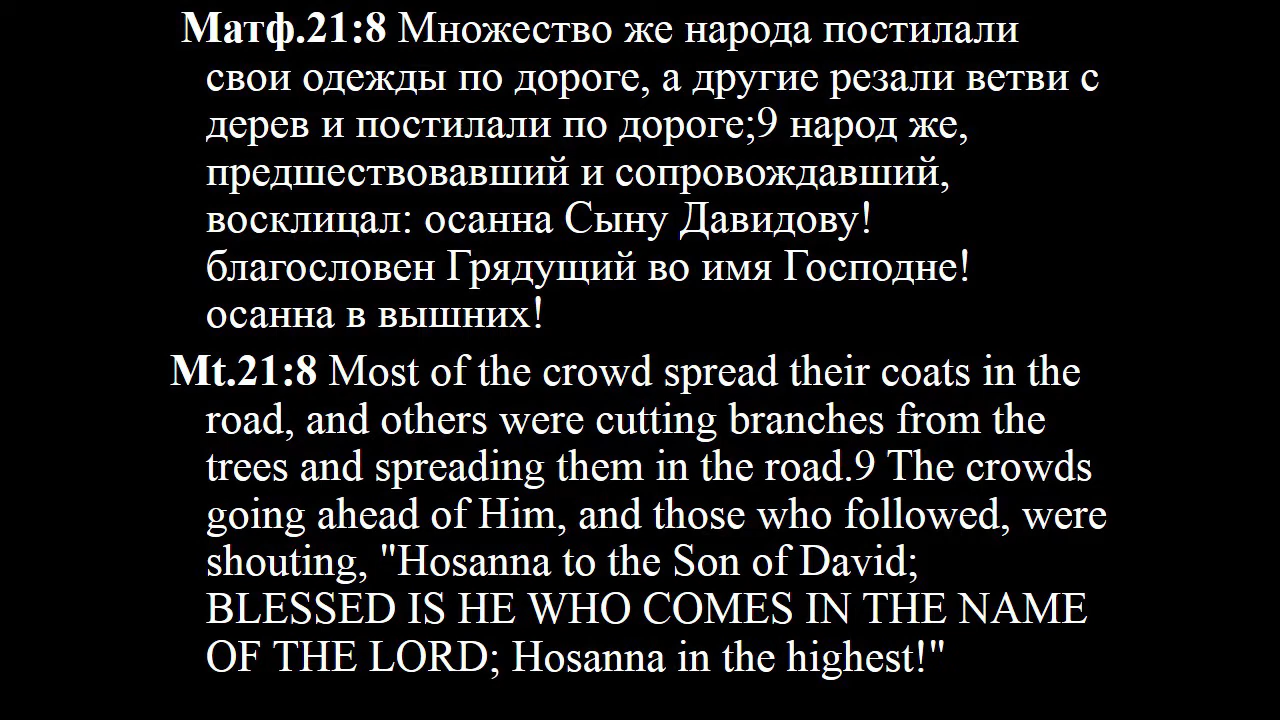 Матф.21:8 Множество же народа постилали
свои одежды по дороге, а другие резали ветви с
дерев и постилали по дороге;9 народ же,
предшествовавший и сопровождавший,
восклицал: осанна Сыну Давидову!
благословен Грядущий во имя Господне!
осанна в вышних!
Mt.21:8 Most of the crowd spread their coats in the
road, and others were cutting branches from the
trees and spreading them in the road.9 The crowds
going ahead of Him, and those who followed, were
shouting, "Hosanna to the Son of David;
BLESSED IS HE WHO COMES IN THE NAME
OF THE LORD; Hosanna in the highest!"